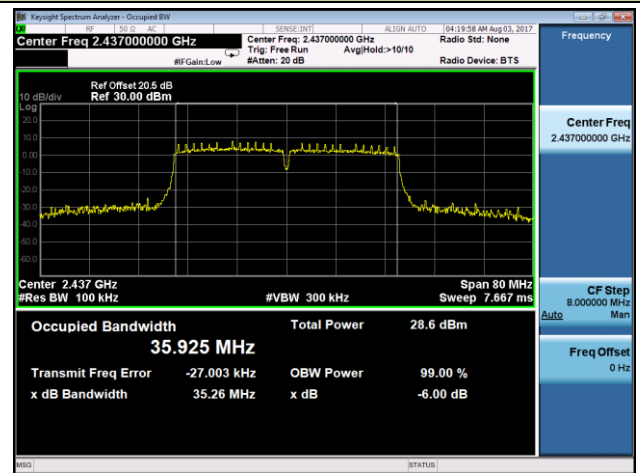 Keysight Spectrum Analyzer - Occupied BW
LXI RF 50 Ω AC SENSE:INT ALIGN AUTO 04:19:58 AM Aug 03, 2017
Center Freq 2.437000000 GHz Center Freq: 2.437000000 GHz Radio Std: None
Trig: Free Run Avg|Hold:>10/10
#IFGain:Low #Atten: 20 dB Radio Device: BTS
Ref Offset 20.5 dB
10 dB/div Ref 30.00 dBm
Log
20.0
10.0
0.00
-10.0
-20.0
-30.0
-40.0
-50.0
-60.0
Center 2.437 GHz Span 80 MHz
#Res BW 100 kHz #VBW 300 kHz Sweep 7.667 ms
Occupied Bandwidth Total Power 28.6 dBm
35.925 MHz
Transmit Freq Error -27.003 kHz OBW Power 99.00 %
x dB Bandwidth 35.26 MHz x dB -6.00 dB
Frequency
Center Freq
2.437000000 GHz
CF Step
8.000000 MHz
Auto Man
Freq Offset
0 Hz
MSG STATUS